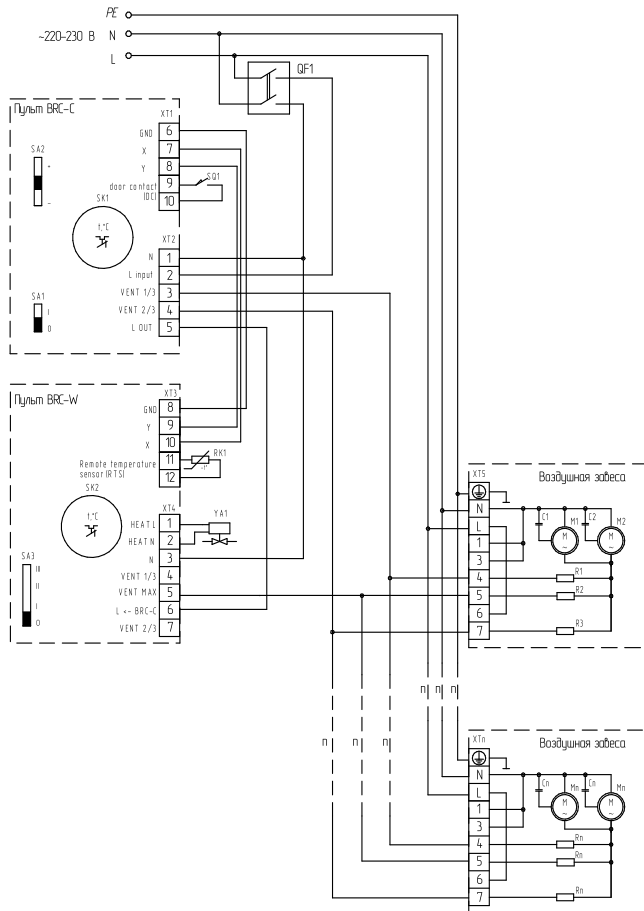 PE
~220-230 В N
L
QF1
Пульт BRC-C
XT1
SA2
+
-
GND 6
X 7
Y 8
door contact (DC) 9
10
SQ1
SK1
t,°C
XT2
N 1
L input 2
VENT 1/3 3
VENT 2/3 4
L OUT 5
SA1
I
0
Пульт BRC-W
XT3
GND 8
Y 9
X 10
Remote temperature 11
sensor (RTS) 12
RK1
-t°
SK2
t,°C
XT4
HEAT L 1
HEAT N 2
N 3
VENT 1/3 4
VENT MAX 5
L <- BRC-C 6
VENT 2/3 7
YA1
SA3
III
II
I
0
XT5
Воздушная завеса
N
L
1
3
4
5
6
7
C1
M1
C2
M2
M
~
M
~
R1
R2
R3
п
п
п
п
п
п
XTn
Воздушная завеса
N
L
1
3
4
5
6
7
Cn
Mn
Cn
Mn
M
~
M
~
Rn
Rn
Rn